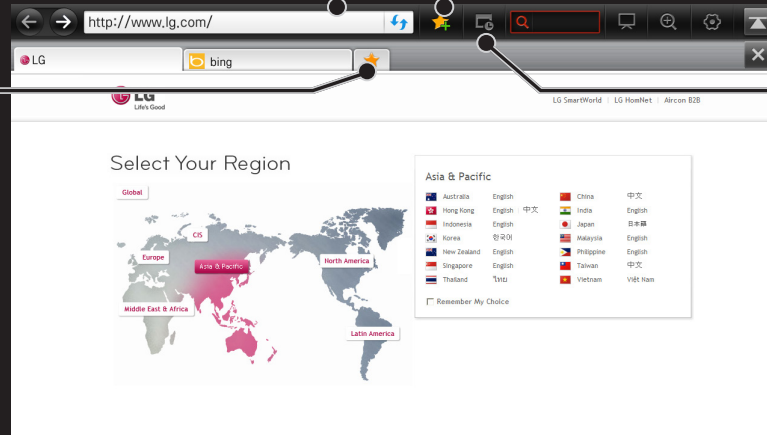 http://www.lg.com/
LG
bing
LG
Life's Good
LG SmartWorld | LG HomNet | Aircon B2B
Select Your Region
Global
CIS
Europe
Asia & Pacific
North America
Middle East & Africa
Latin America
Asia & Pacific
Australia English China 中文
Hong Kong English 中文 India English
Indonesia English Japan 日本語
Korea 한국어 Malaysia English
New Zealand English Philippine English
Singapore English Taiwan 中文
Thailand ไทย Vietnam Việt Nam
Remember My Choice